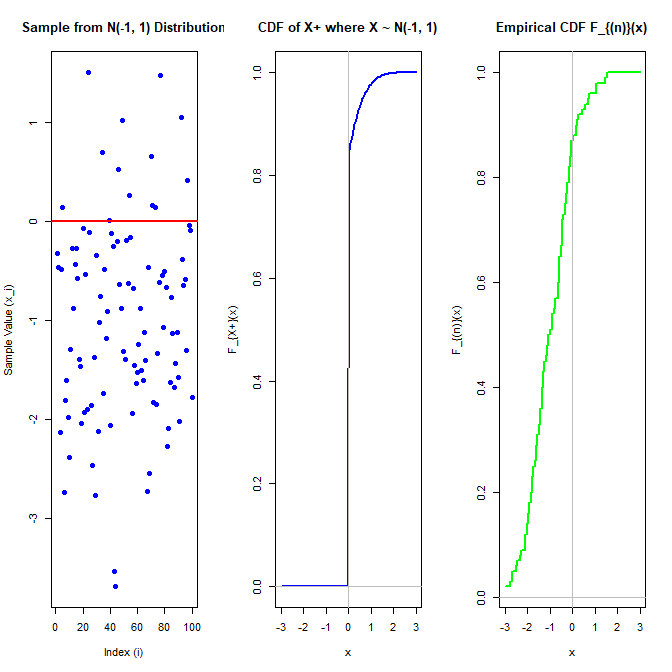 Sample from N(-1, 1) Distribution
Sample Value (x_i)
1
0
-1
-2
-3
0 20 40 60 80 100
Index (i)
CDF of X+ where X ~ N(-1, 1)
F_{X+}(x)
1.0
0.8
0.6
0.4
0.2
0.0
-3 -2 -1 0 1 2 3
x
Empirical CDF F_{(n)}(x)
F_{(n)}(x)
1.0
0.8
0.6
0.4
0.2
0.0
-3 -2 -1 0 1 2 3
x